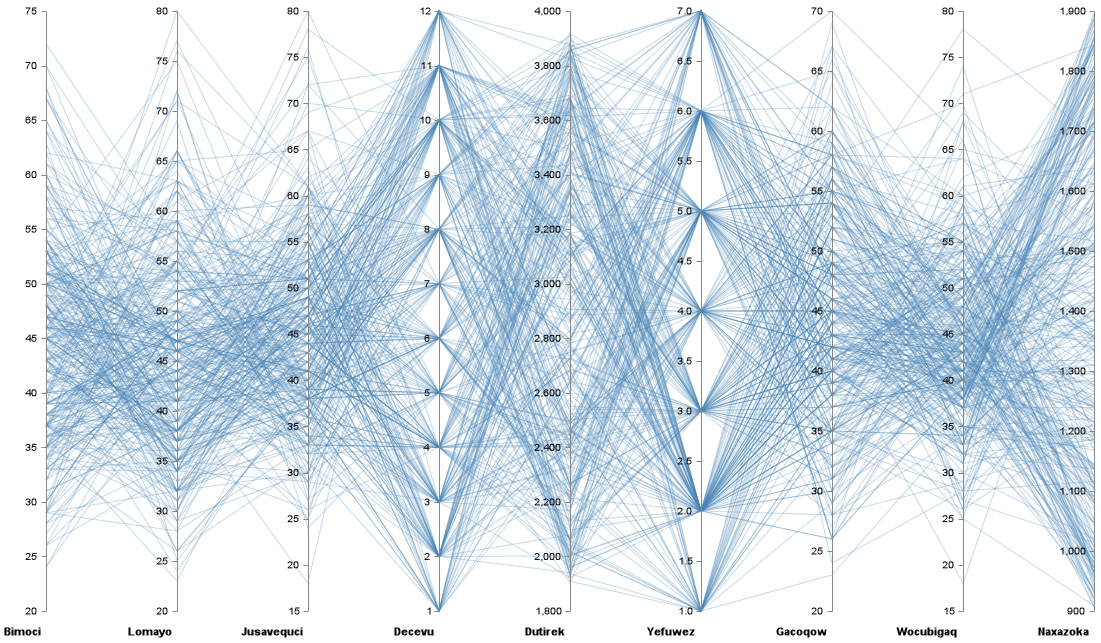 75 80 80 12 4,000 7.0 70 80 1,900
70 75 75 11 3,800 6.5 65 75 1,800
65 70 70 10 3,600 6.0 60 70 1,700
60 65 65 9 3,400 5.5 55 65 1,600
55 60 60 8 3,200 5.0 50 60 1,500
50 55 55 7 3,000 4.5 45 55 1,400
45 50 50 6 2,800 4.0 40 50 1,300
40 45 45 5 2,600 3.5 35 45 1,200
35 40 40 4 2,400 3.0 30 40 1,100
30 35 35 3 2,200 2.5 25 35 1,000
25 30 30 2 2,000 2.0 20 30 900
20 25 25 1 1,800 1.5 25
20 20 1.0 20
15 15
Bimoci Lomayo Jusavequci Decevu Dutirek Yefuwez Gacoqow Wocubigaq Naxazoka